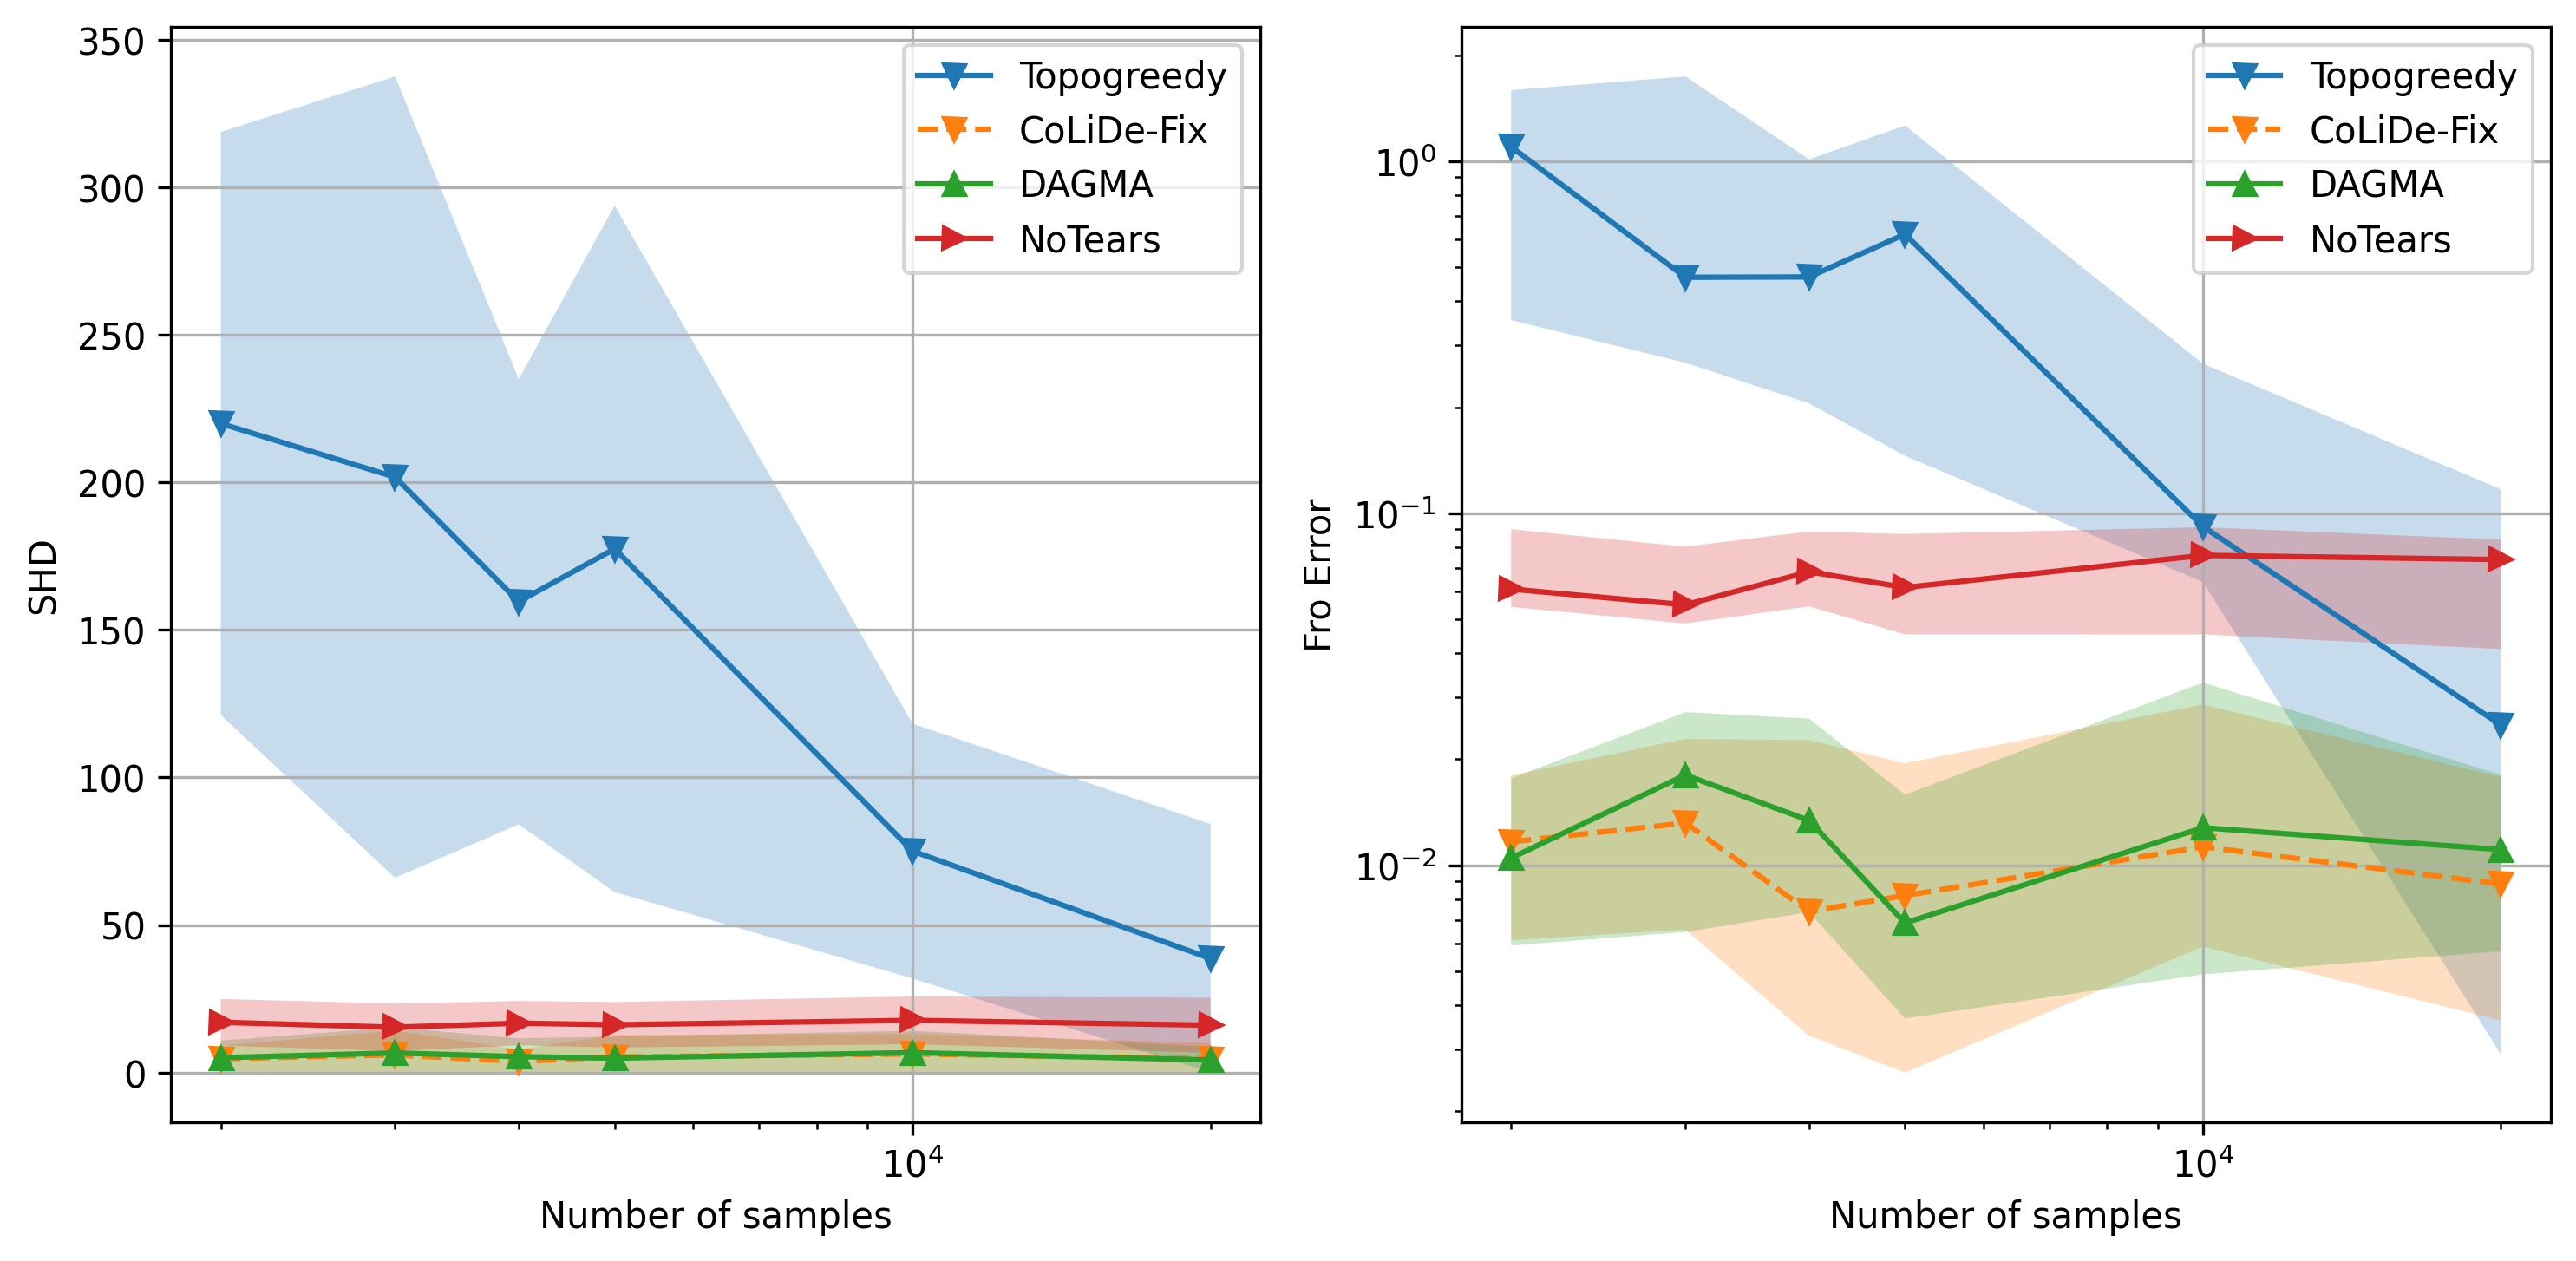 350
300
250
200
150
100
50
0
SHD
10^4
Number of samples
Topogreedy
CoLiDe-Fix
DAGMA
NoTears
10^0
10^-1
10^-2
Fro Error
10^4
Number of samples
Topogreedy
CoLiDe-Fix
DAGMA
NoTears